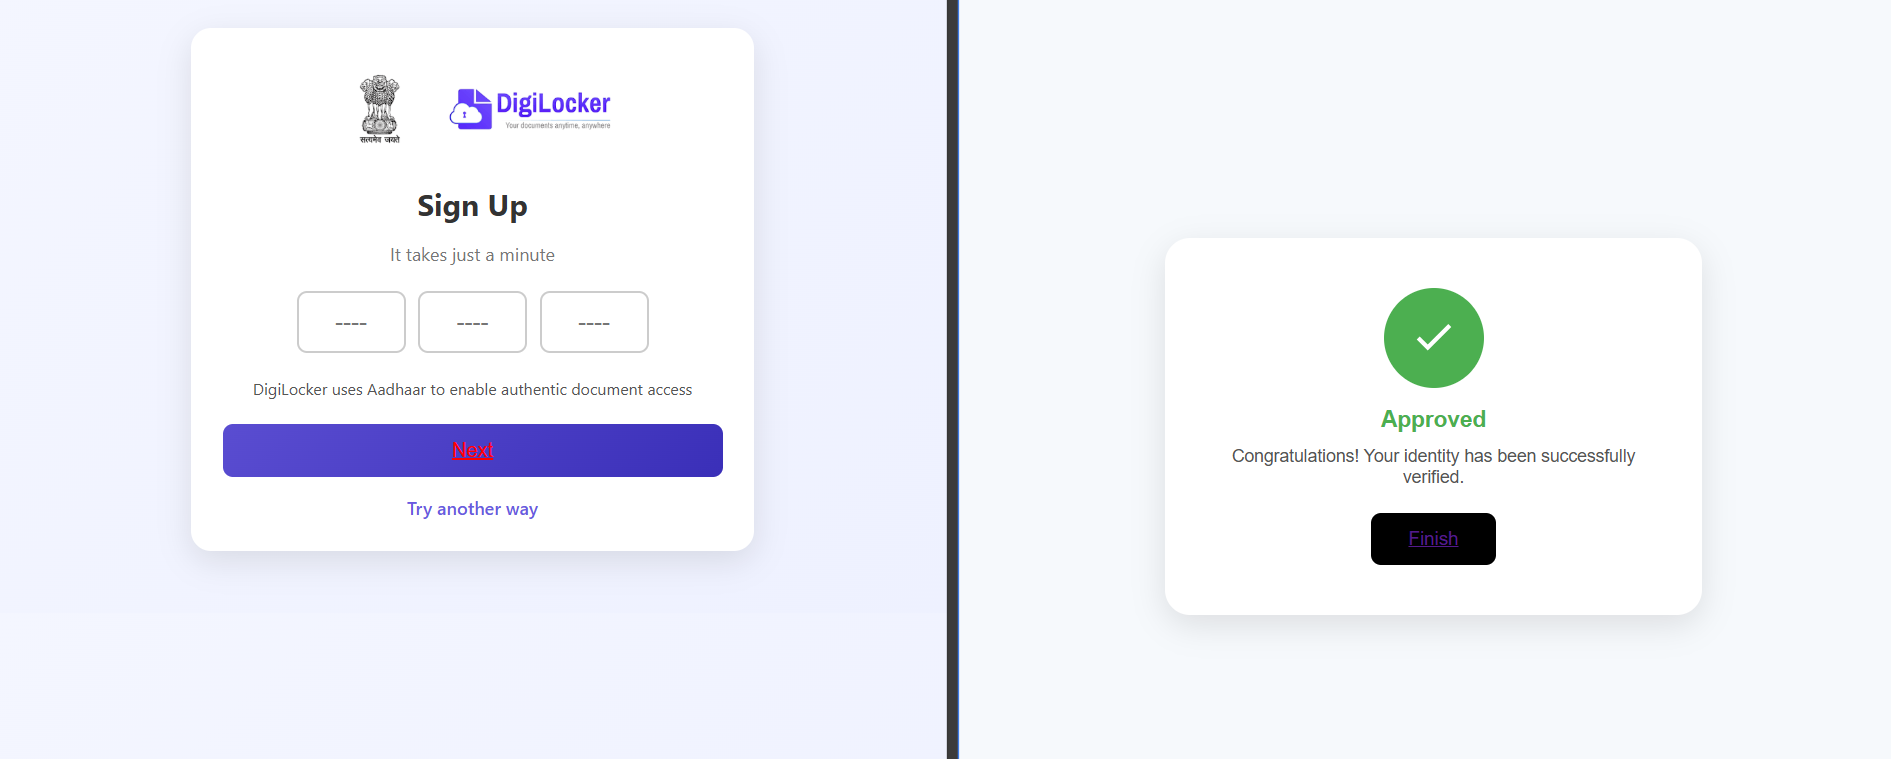 सत्यमेव जयते
DigiLocker
Your documents anytime, anywhere
Sign Up
It takes just a minute
---- ---- ----
DigiLocker uses Aadhaar to enable authentic document access
Next
Try another way
Approved
Congratulations! Your identity has been successfully
verified.
Finish